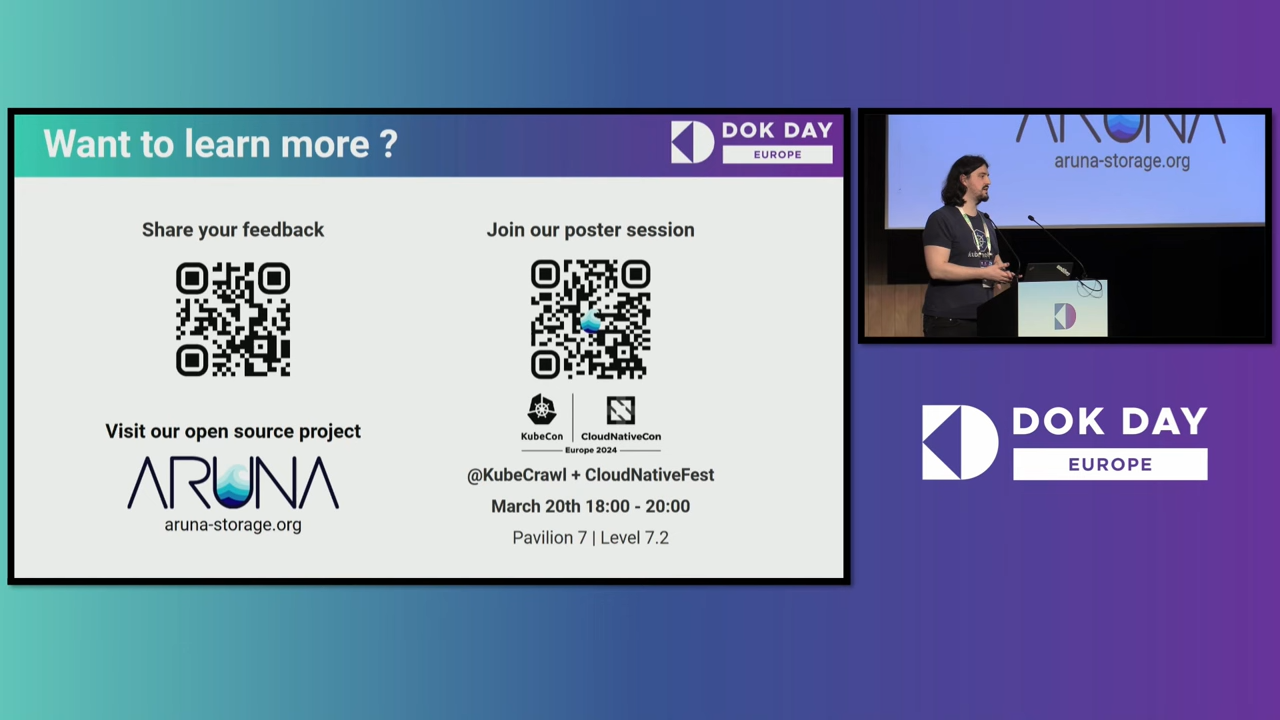 Want to learn more ?
DOK DAY
EUROPE
Share your feedback
Visit our open source project
ARUNA
aruna-storage.org
Join our poster session
KubeCon
CloudNativeCon
Europe 2024
@KubeCrawl + CloudNativeFest
March 20th 18:00 - 20:00
Pavilion 7 | Level 7.2
ARUNA
aruna-storage.org
DOK DAY
EUROPE